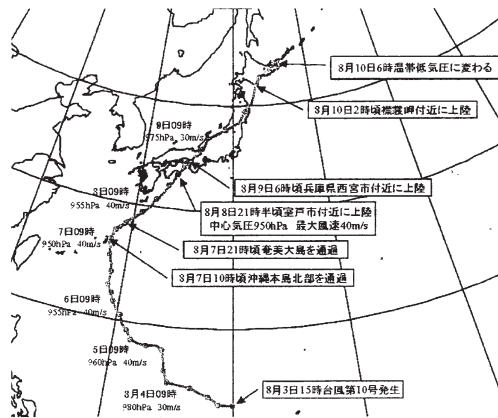 8月10日6時温帯低気圧に変わる
8月10日2時頃襟裳岬付近に上陸
9日09時
975hPa 30m/s
8月9日6時頃兵庫県西宮市付近に上陸
8日09時
955hPa 40m/s
8月8日21時半頃室戸市付近に上陸
中心気圧950hPa 最大風速40m/s
7日09時
950hPa 40m/s
8月7日21時頃奄美大島を通過
8月7日10時頃沖縄本島北部を通過
6日09時
955hPa 40m/s
5日09時
960hPa 40m/s
8月4日09時
980hPa 30m/s
8月3日15時台風第10号発生